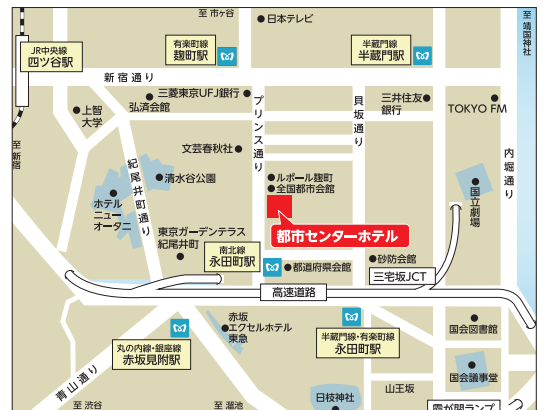 至 市ヶ谷
日本テレビ
至 靖国神社
JR中央線
四ツ谷駅
有楽町線
麹町駅
半蔵門線
半蔵門駅
新宿通り
三菱東京UFJ銀行
弘済会館
三井住友
銀行
TOKYO FM
上智
大学
プリンス通り
貝坂通り
至 新宿
文芸春秋社
内堀通り
紀尾井町通り
清水谷公園
ルポール麹町
全国都市会館
国立劇場
ホテル
ニュー
オータニ
東京ガーデンテラス
紀尾井町
都市センターホテル
南北線
永田町駅
都道府県会館
砂防会館
三宅坂JCT
高速道路
赤坂
エクセルホテル
東急
国会図書館
丸の内線・銀座線
赤坂見附駅
半蔵門線・有楽町線
永田町駅
国会議事堂
青山通り
山王坂
日枝神社
至 渋谷
至 溜池
霞が関ランプ